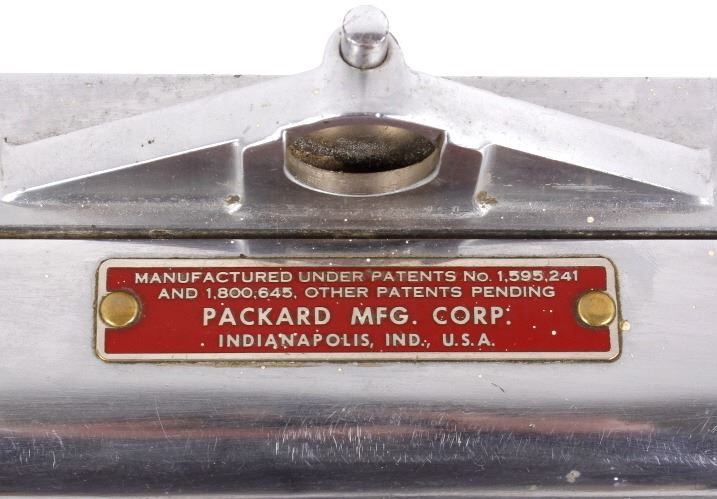 MANUFACTURED UNDER PATENTS NO. 1,595,241
AND 1,800,645, OTHER PATENTS PENDING
PACKARD MFG. CORP.
INDIANAPOLIS, IND., U.S.A.